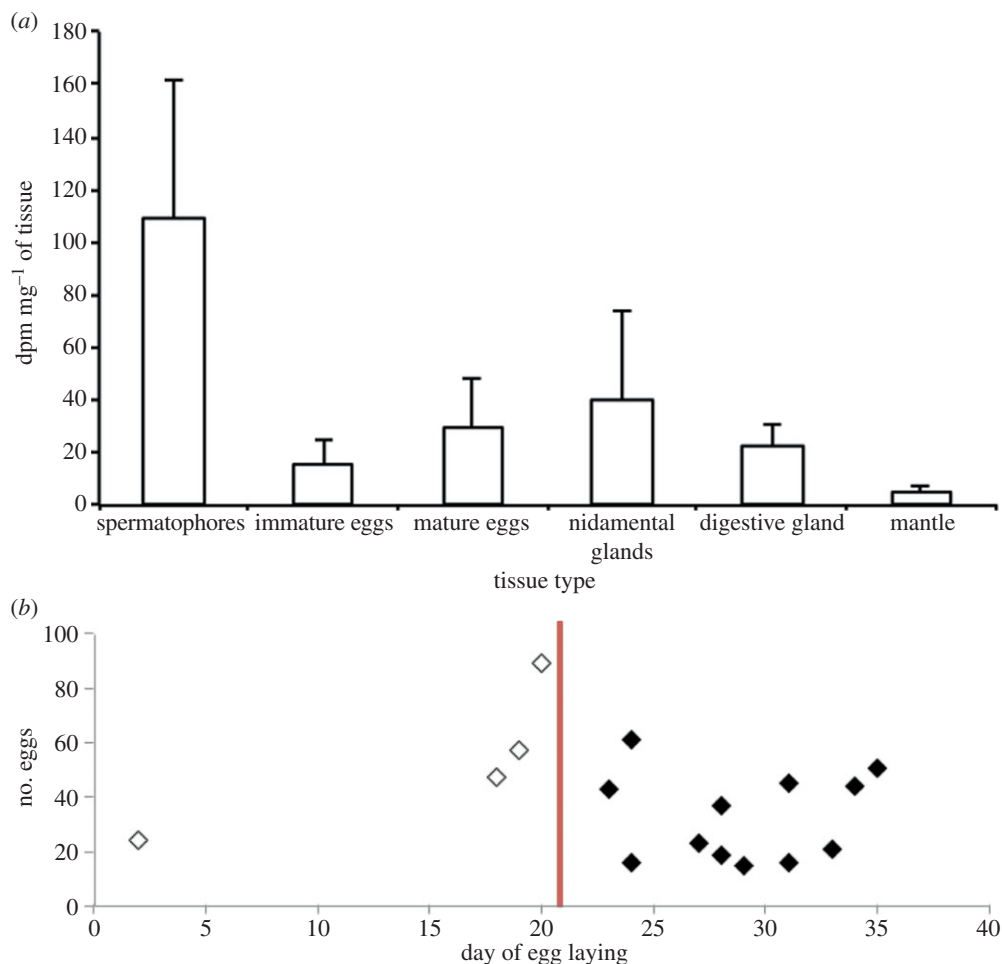 (a)
180
160
140
120
100
80
60
40
20
0
dpm mg⁻¹ of tissue
spermatophores immature eggs mature eggs nidamental digestive gland mantle
glands
tissue type
(b)
100
80
60
40
20
0
no. eggs
0 5 10 15 20 25 30 35 40
day of egg laying